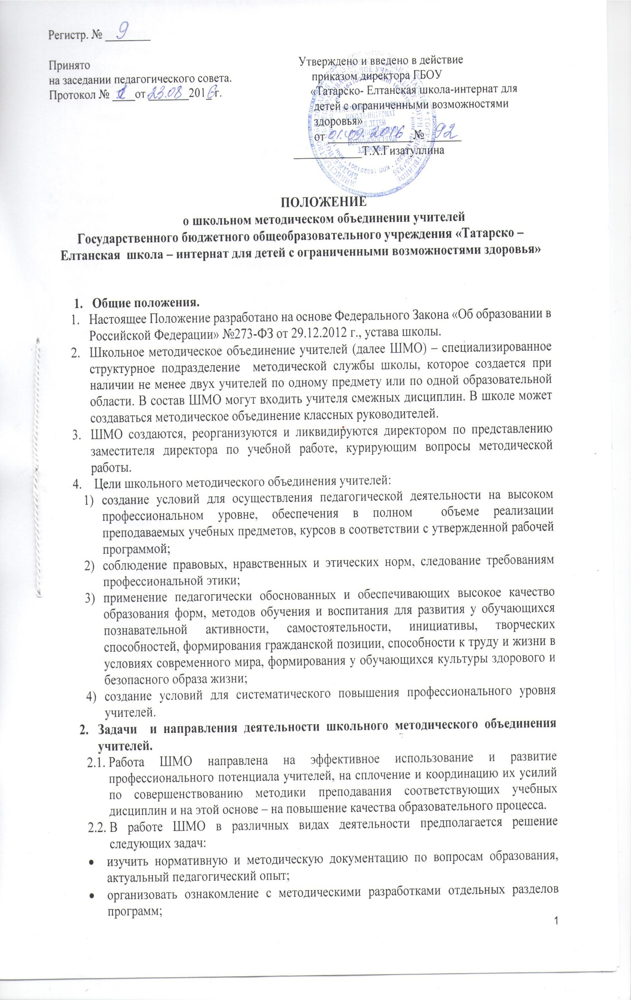 Регистр. № 9
Принято
на заседании педагогического совета.
Протокол № 1 от 23.08 2016 г.
Утверждено и введено в действие
приказом директора ГБОУ
«Татарско- Елтанская школа-интернат для
детей с ограниченными возможностями
здоровья»
от 01.09.2016 № 92
Т.Х.Гизатуллина
ШКОЛА-ИНТЕРНАТ
ДЛЯ ДЕТЕЙ
ВОЗМОЖНОСТЯМИ
ЗДОРОВЬЯ»
ПОЛОЖЕНИЕ
о школьном методическом объединении учителей
Государственного бюджетного общеобразовательного учреждения «Татарско –
Елтанская школа – интернат для детей с ограниченными возможностями здоровья»
1. Общие положения.
1. Настоящее Положение разработано на основе Федерального Закона «Об образовании в
Российской Федерации» №273-ФЗ от 29.12.2012 г., устава школы.
2. Школьное методическое объединение учителей (далее ШМО) – специализированное
структурное подразделение методической службы школы, которое создается при
наличии не менее двух учителей по одному предмету или по одной образовательной
области. В состав ШМО могут входить учителя смежных дисциплин. В школе может
создаваться методическое объединение классных руководителей.
3. ШМО создаются, реорганизуются и ликвидируются директором по представлению
заместителя директора по учебной работе, курирующим вопросы методической
работы.
4. Цели школьного методического объединения учителей:
1) создание условий для осуществления педагогической деятельности на высоком
профессиональном уровне, обеспечения в полном объеме реализации
преподаваемых учебных предметов, курсов в соответствии с утвержденной рабочей
программой;
2) соблюдение правовых, нравственных и этических норм, следование требованиям
профессиональной этики;
3) применение педагогически обоснованных и обеспечивающих высокое качество
образования форм, методов обучения и воспитания для развития у обучающихся
познавательной активности, самостоятельности, инициативы, творческих
способностей, формирования гражданской позиции, способности к труду и жизни в
условиях современного мира, формирования у обучающихся культуры здорового и
безопасного образа жизни;
4) создание условий для систематического повышения профессионального уровня
учителей.
2. Задачи и направления деятельности школьного методического объединения
учителей.
2.1. Работа ШМО направлена на эффективное использование и развитие
профессионального потенциала учителей, на сплочение и координацию их усилий
по совершенствованию методики преподавания соответствующих учебных
дисциплин и на этой основе – на повышение качества образовательного процесса.
2.2. В работе ШМО в различных видах деятельности предполагается решение
следующих задач:
• изучить нормативную и методическую документацию по вопросам образования,
актуальный педагогический опыт;
• организовать ознакомление с методическими разработками отдельных разделов
программ;
1